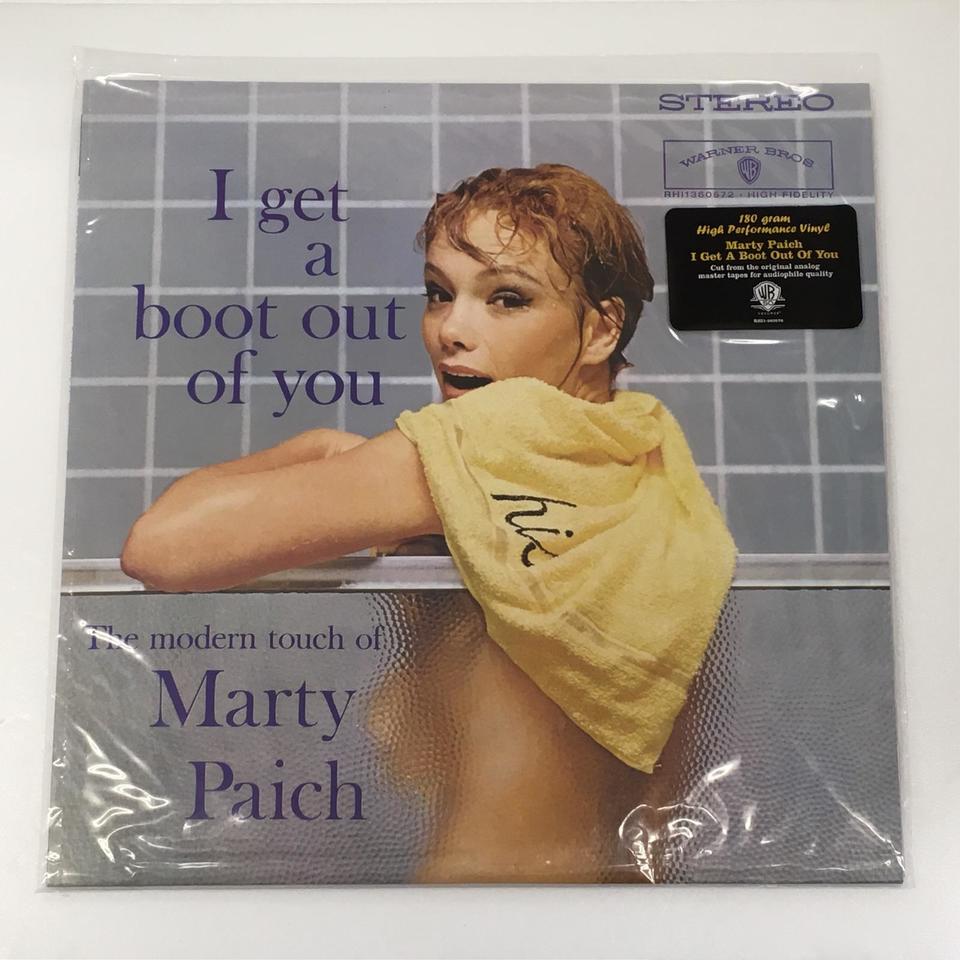 STEREO
WARNER BROS
WB
RHI1360572 · HIGH FIDELITY
I get
a
boot out
of you
180 gram
High Performance Vinyl
Marty Paich
I Get A Boot Out Of You
Cut from the original analog
master tapes for audiophile quality
WB
hic
The modern touch of
Marty
Paich